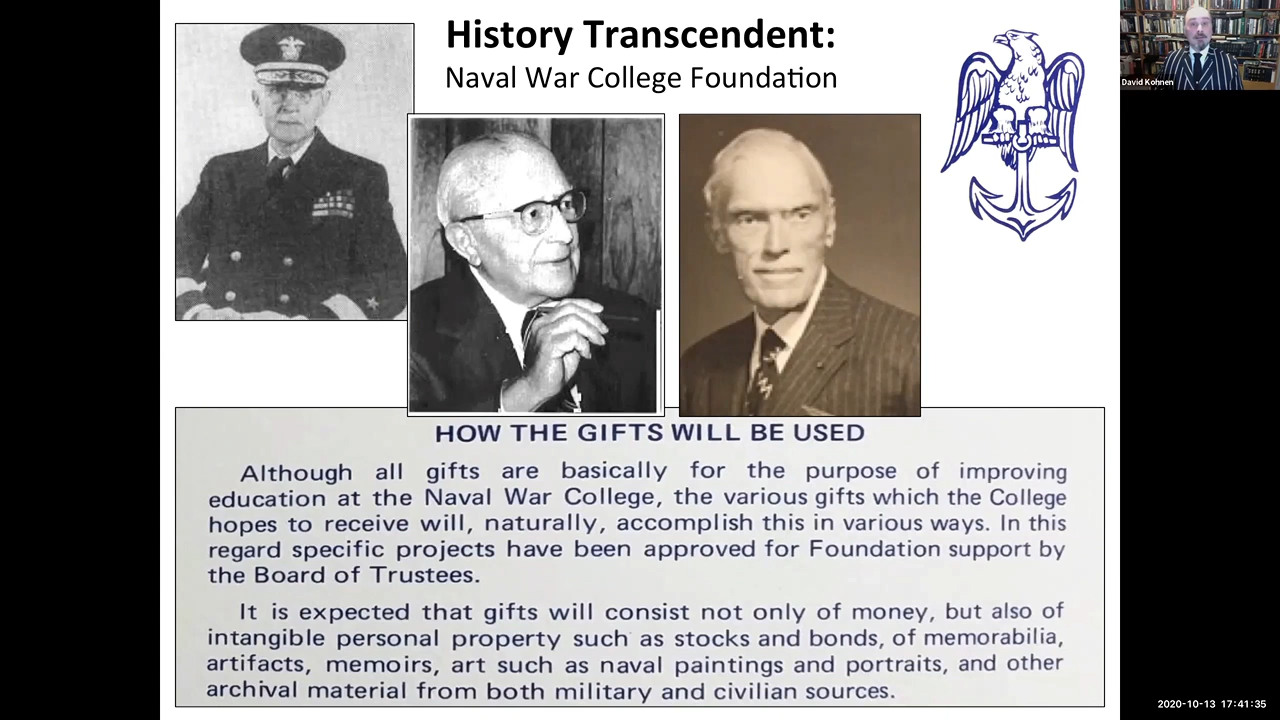 History Transcendent:
Naval War College Foundation
David Kohnen
HOW THE GIFTS WILL BE USED
Although all gifts are basically for the purpose of improving
education at the Naval War College, the various gifts which the College
hopes to receive will, naturally, accomplish this in various ways. In this
regard specific projects have been approved for Foundation support by
the Board of Trustees.
It is expected that gifts will consist not only of money, but also of
intangible personal property such as stocks and bonds, of memorabilia,
artifacts, memoirs, art such as naval paintings and portraits, and other
archival material from both military and civilian sources.
2020-10-13 17:41:35